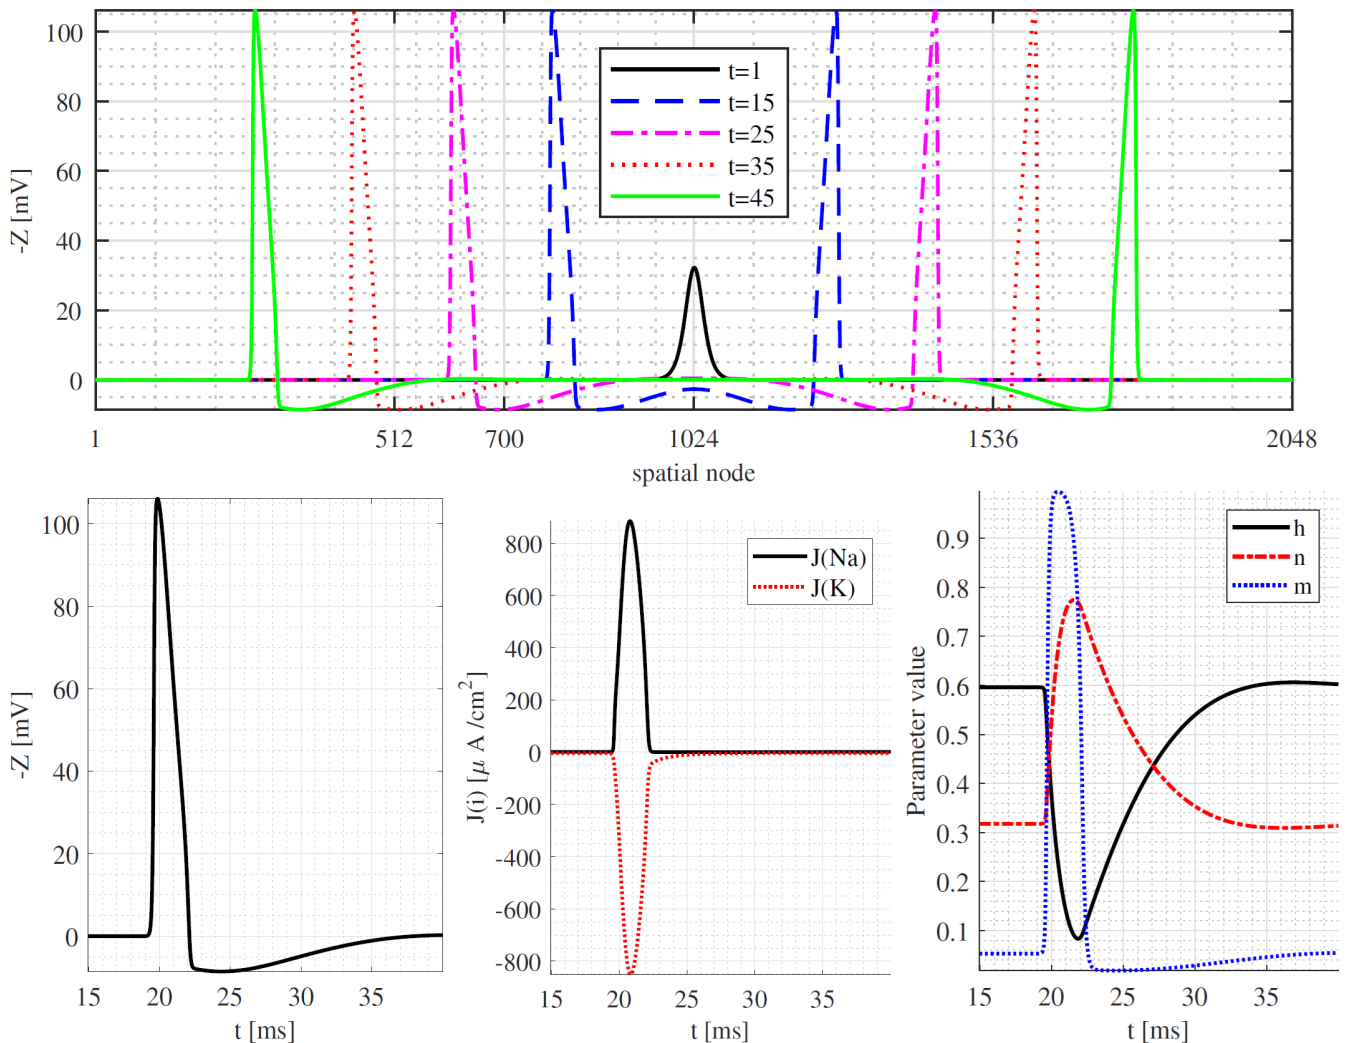 100
80
60
40
20
0
-Z [mV]
t=1
t=15
t=25
t=35
t=45
1 512 700 1024 1536 2048
spatial node
100
80
60
40
20
0
-Z [mV]
15 20 25 30 35
t [ms]
800
600
400
200
0
-200
-400
-600
-800
J(i) [μ A /cm²]
J(Na)
J(K)
15 20 25 30 35
t [ms]
0.9
0.8
0.7
0.6
0.5
0.4
0.3
0.2
0.1
Parameter value
h
n
m
15 20 25 30 35
t [ms]